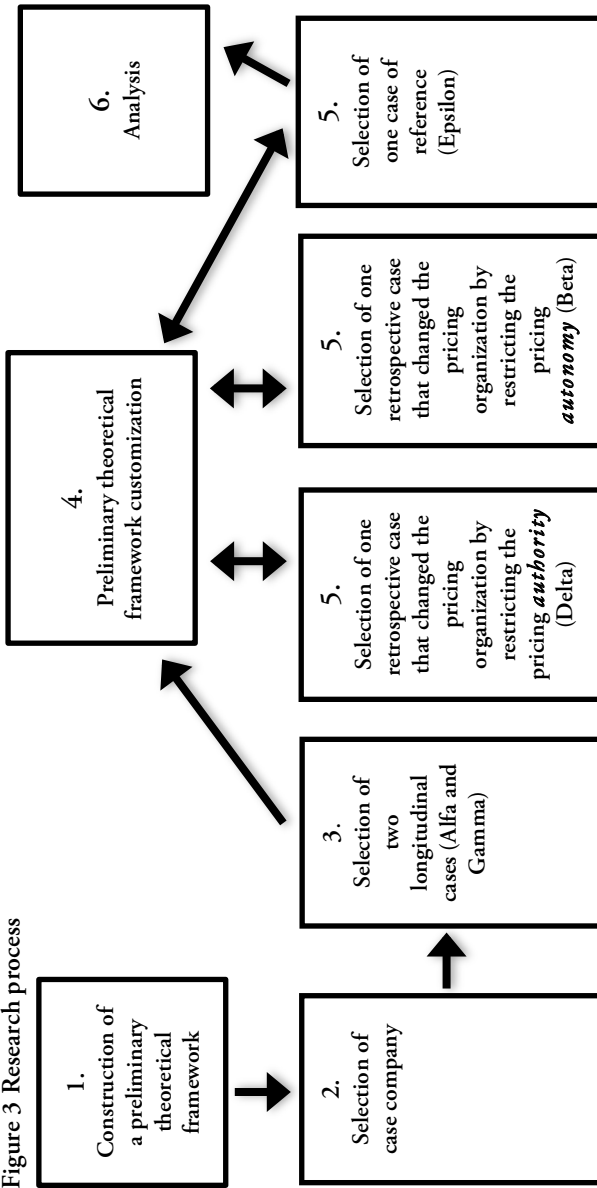 Figure 3 Research process
1.
Construction of
a preliminary
theoretical
framework
2.
Selection of
case company
3.
Selection of
two
longitudinal
cases (Alfa and
Gamma)
4.
Preliminary theoretical
framework customization
5.
Selection of one
retrospective case
that changed the
pricing
organization by
restricting the
pricing authority
(Delta)
5.
Selection of one
retrospective case
that changed the
pricing
organization by
restricting the
pricing
autonomy (Beta)
5.
Selection of
one case of
reference
(Epsilon)
6.
Analysis